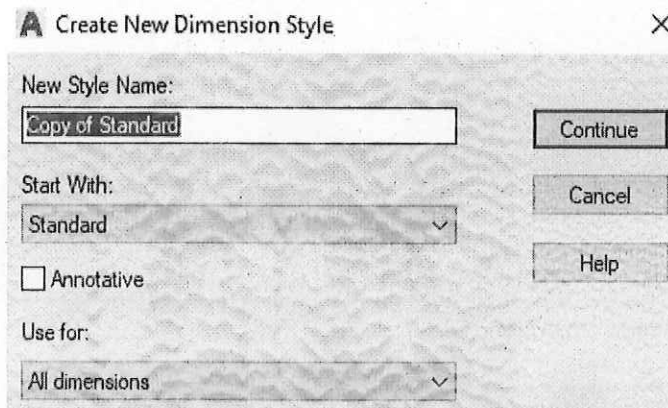 Create New Dimension Style
New Style Name:
Copy of Standard
Continue
Start With:
Cancel
Standard
Help
Annotative
Use for:
All dimensions